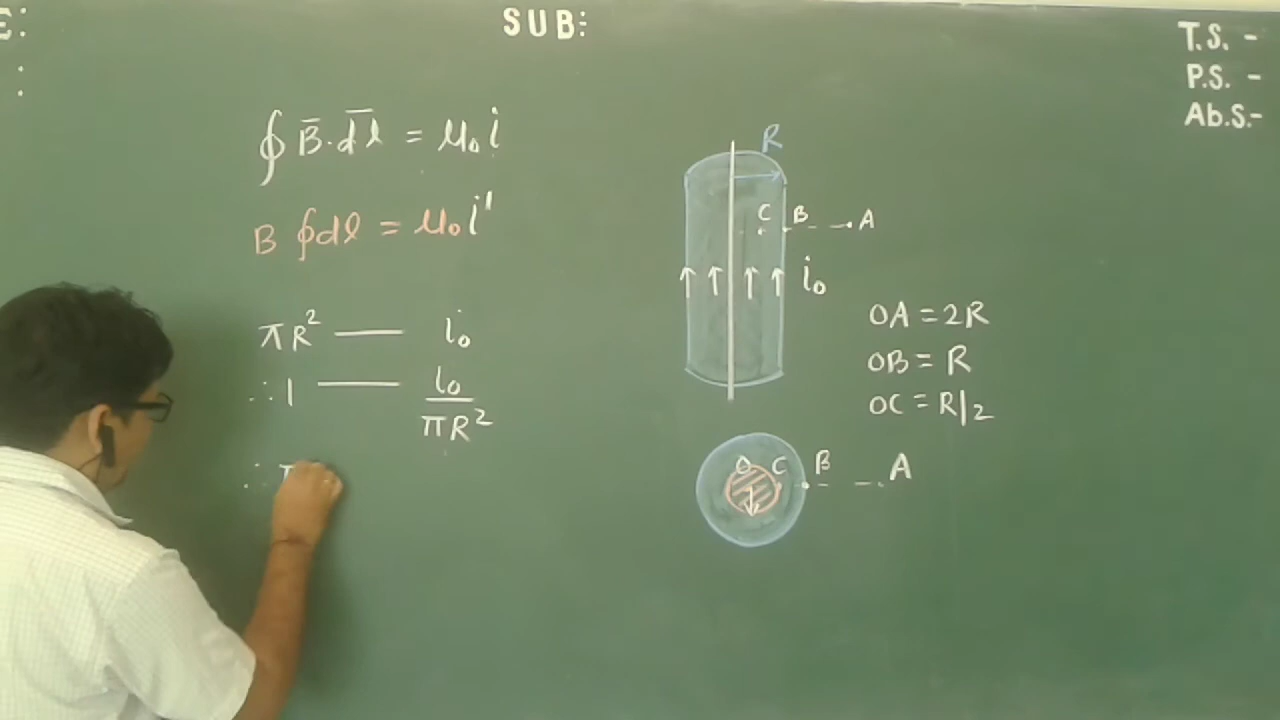 E:
SUB:
:
T.S. -
P.S. -
Ab.S.-
∮ B̅·d̅l̅ = μ₀i
B ∮dl = μ₀i'
πR² —— i₀
∴ 1 —— i₀/πR²
∴ π
R
C B A
i₀
OA = 2R
OB = R
OC = R/2
O C B A